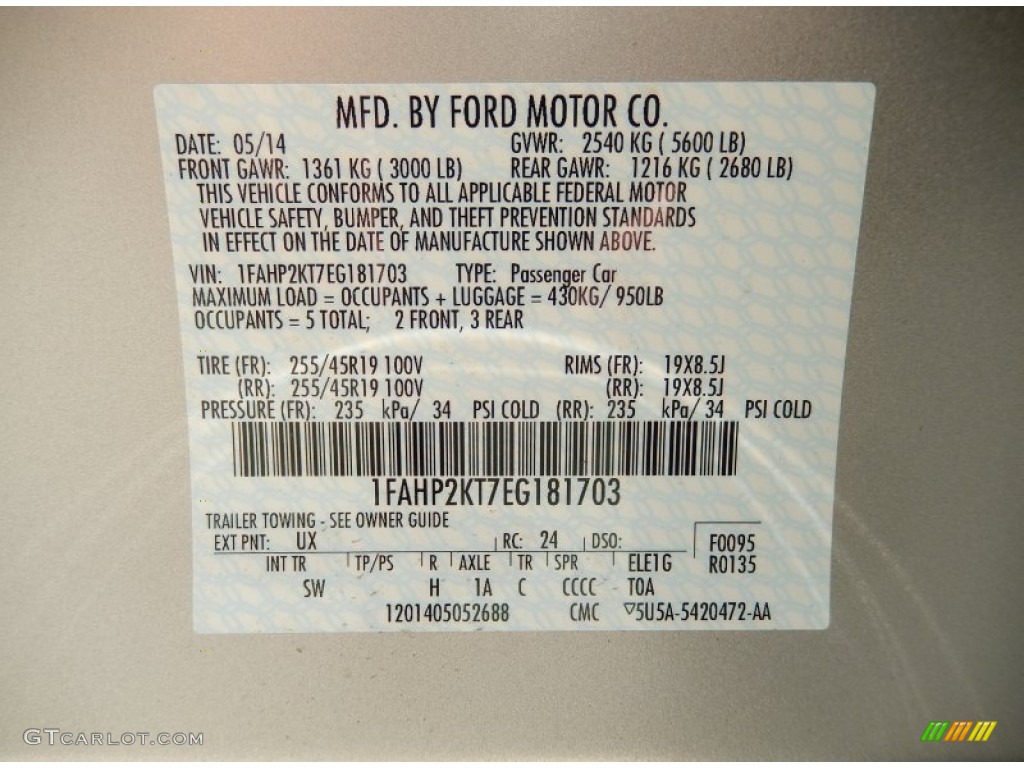 MFD. BY FORD MOTOR CO.
DATE: 05/14 GVWR: 2540 KG ( 5600 LB)
FRONT GAWR: 1361 KG ( 3000 LB) REAR GAWR: 1216 KG ( 2680 LB)
THIS VEHICLE CONFORMS TO ALL APPLICABLE FEDERAL MOTOR
VEHICLE SAFETY, BUMPER, AND THEFT PREVENTION STANDARDS
IN EFFECT ON THE DATE OF MANUFACTURE SHOWN ABOVE.
VIN: 1FAHP2KT7EG181703 TYPE: Passenger Car
MAXIMUM LOAD = OCCUPANTS + LUGGAGE = 430KG/ 950LB
OCCUPANTS = 5 TOTAL; 2 FRONT, 3 REAR
TIRE (FR): 255/45R19 100V RIMS (FR): 19X8.5J
(RR): 255/45R19 100V (RR): 19X8.5J
PRESSURE (FR): 235 kPa/ 34 PSI COLD (RR): 235 kPa/ 34 PSI COLD
1FAHP2KT7EG181703
TRAILER TOWING - SEE OWNER GUIDE
EXT PNT: UX RC: 24 DSO: F0095
INT TR TP/PS R AXLE TR SPR ELE1G R0135
SW H 1A C CCCC T0A
1201405052688 CMC ▽5U5A-5420472-AA
GTCARLOT.COM